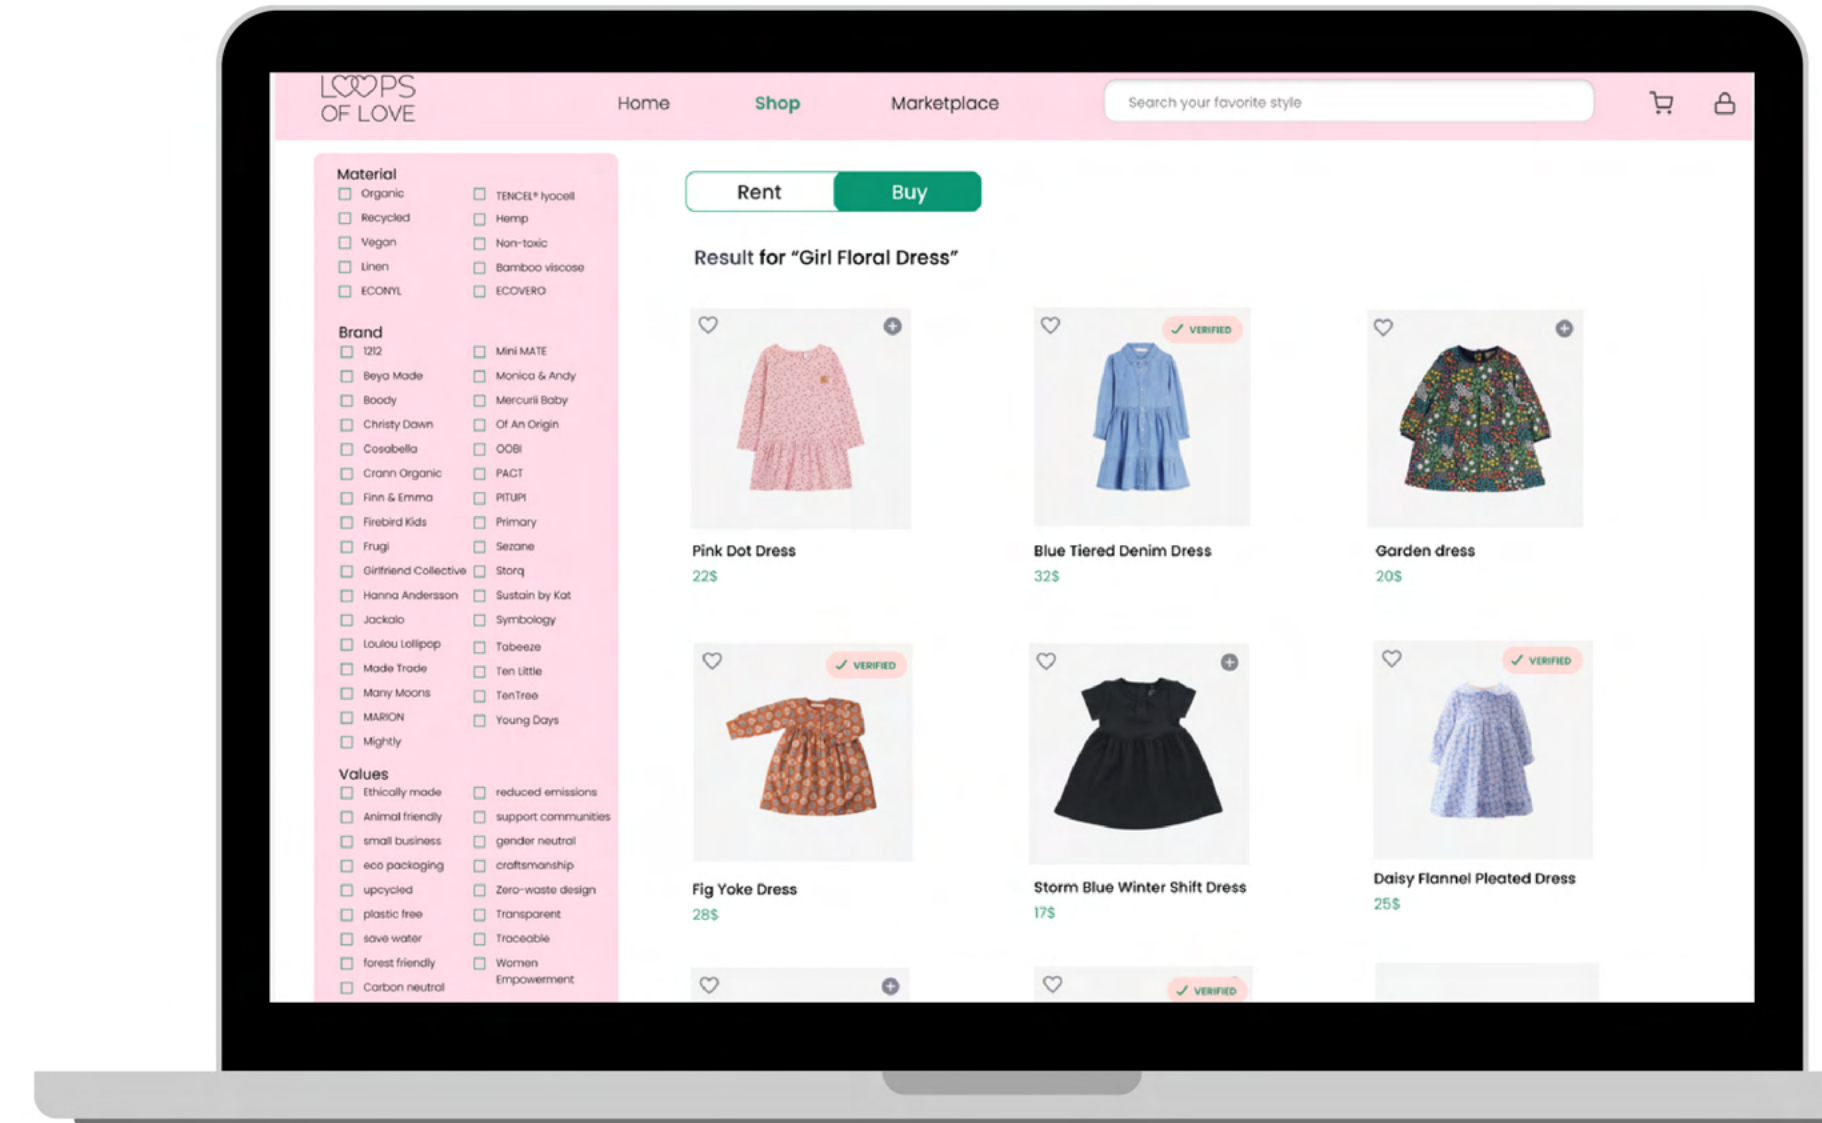 LOOPS
OF LOVE
Home
Shop
Marketplace
Search your favorite style
Material
Organic
TENCEL® lyocell
Recycled
Hemp
Vegan
Non-toxic
Linen
Bamboo viscose
ECONYL
ECOVERO
Brand
1212
Mini MATE
Beya Made
Monica & Andy
Boody
Mercurii Baby
Christy Dawn
Of An Origin
Cosabella
OOBI
Crann Organic
PACT
Finn & Emma
PITUPI
Firebird Kids
Primary
Frugi
Sezane
Girlfriend Collective
Storq
Hanna Andersson
Sustain by Kat
Jackalo
Symbology
Loulou Lollipop
Tabeeze
Made Trade
Ten Little
Many Moons
TenTree
MARION
Young Days
Mightly
Values
Ethically made
reduced emissions
Animal friendly
support communities
small business
gender neutral
eco packaging
craftsmanship
upcycled
Zero-waste design
plastic free
Transparent
save water
Traceable
forest friendly
Women
Empowerment
Carbon neutral
Rent
Buy
Result for “Girl Floral Dress”
VERIFIED
Pink Dot Dress
22$
Blue Tiered Denim Dress
32$
Garden dress
20$
VERIFIED
VERIFIED
Fig Yoke Dress
28$
Storm Blue Winter Shift Dress
17$
Daisy Flannel Pleated Dress
25$
VERIFIED